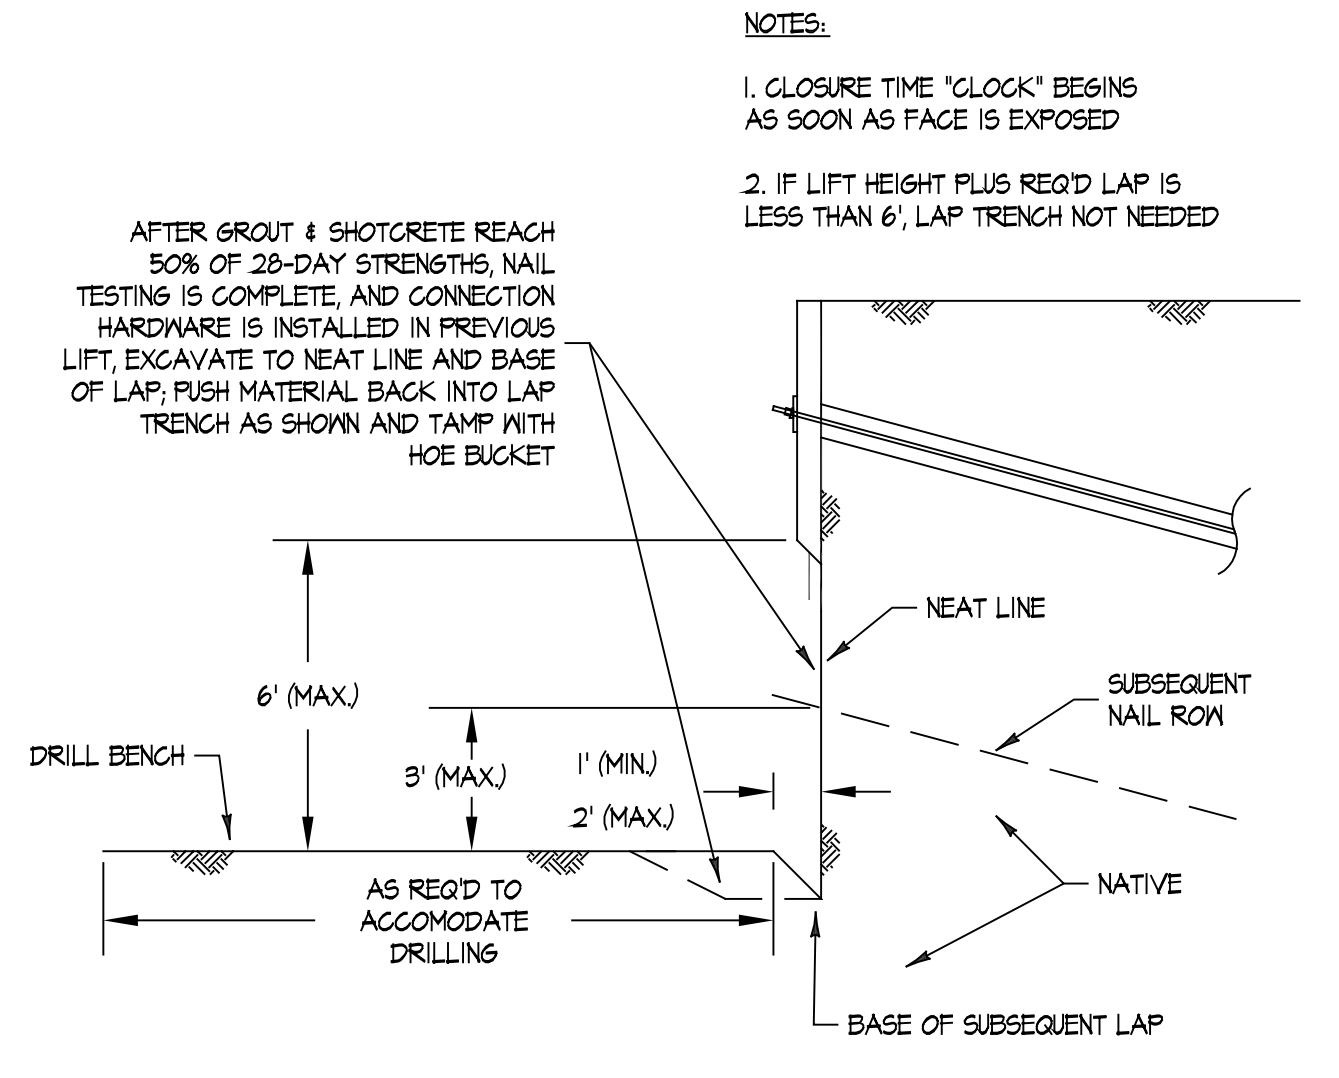 NOTES:
1. CLOSURE TIME "CLOCK" BEGINS
AS SOON AS FACE IS EXPOSED
2. IF LIFT HEIGHT PLUS REQ'D LAP IS
LESS THAN 6', LAP TRENCH NOT NEEDED
AFTER GROUT & SHOTCRETE REACH
50% OF 28-DAY STRENGTHS, NAIL
TESTING IS COMPLETE, AND CONNECTION
HARDWARE IS INSTALLED IN PREVIOUS
LIFT, EXCAVATE TO NEAT LINE AND BASE
OF LAP; PUSH MATERIAL BACK INTO LAP
TRENCH AS SHOWN AND TAMP WITH
HOE BUCKET
NEAT LINE
SUBSEQUENT
NAIL ROW
6' (MAX.)
DRILL BENCH
3' (MAX.)
1' (MIN.)
2' (MAX.)
AS REQ'D TO
ACCOMODATE
DRILLING
NATIVE
BASE OF SUBSEQUENT LAP